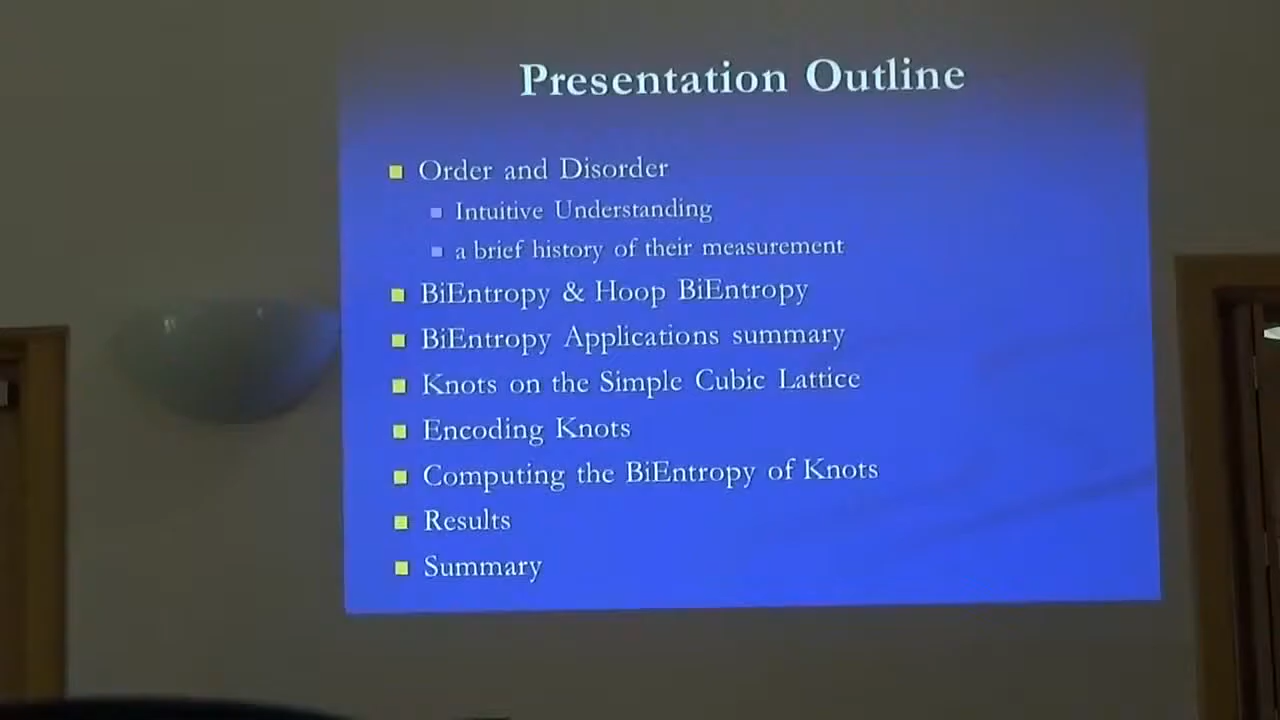 Presentation Outline
Order and Disorder
Intuitive Understanding
a brief history of their measurement
BiEntropy & Hoop BiEntropy
BiEntropy Applications summary
Knots on the Simple Cubic Lattice
Encoding Knots
Computing the BiEntropy of Knots
Results
Summary